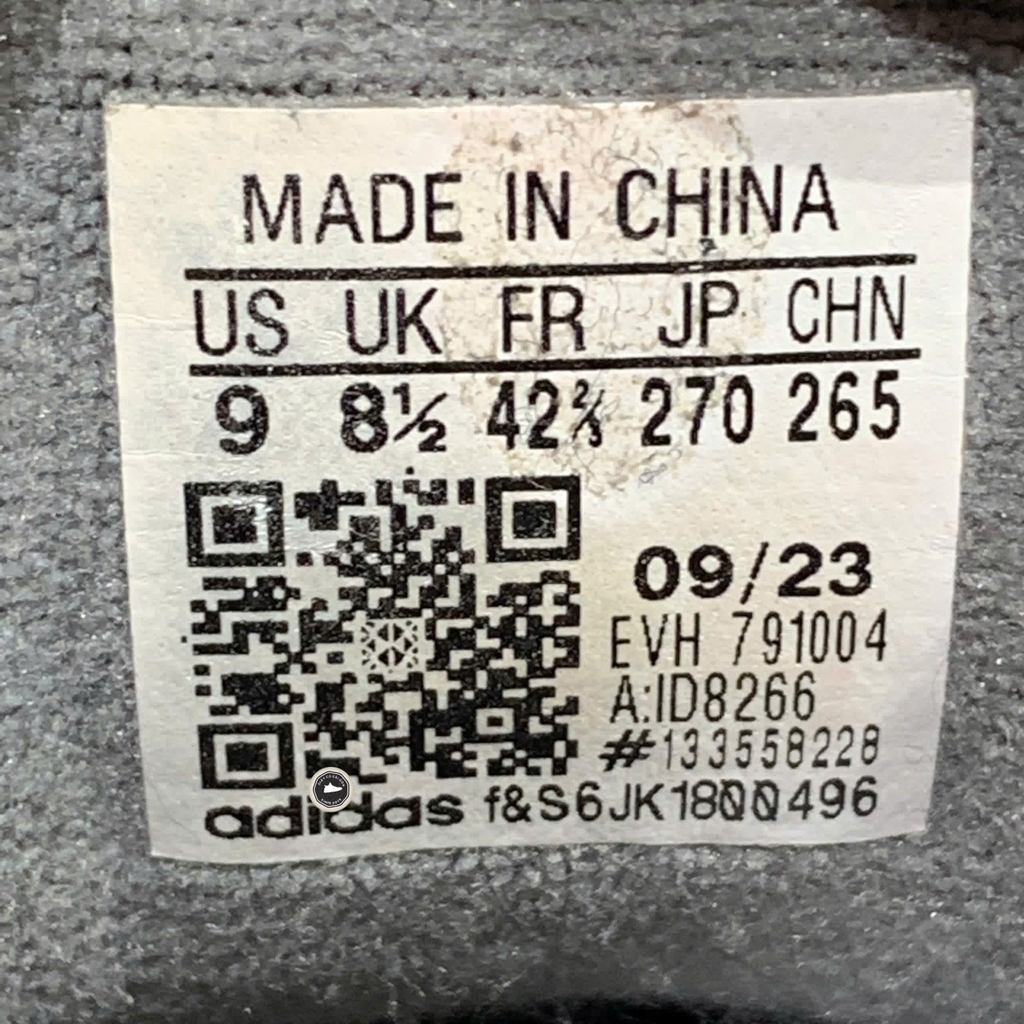 MADE IN CHINA
US UK FR JP CHN
9 8½ 42⅔ 270 265
09/23
EVH 791004
A:ID8266
#133558228
adidas f&S6JK1800496